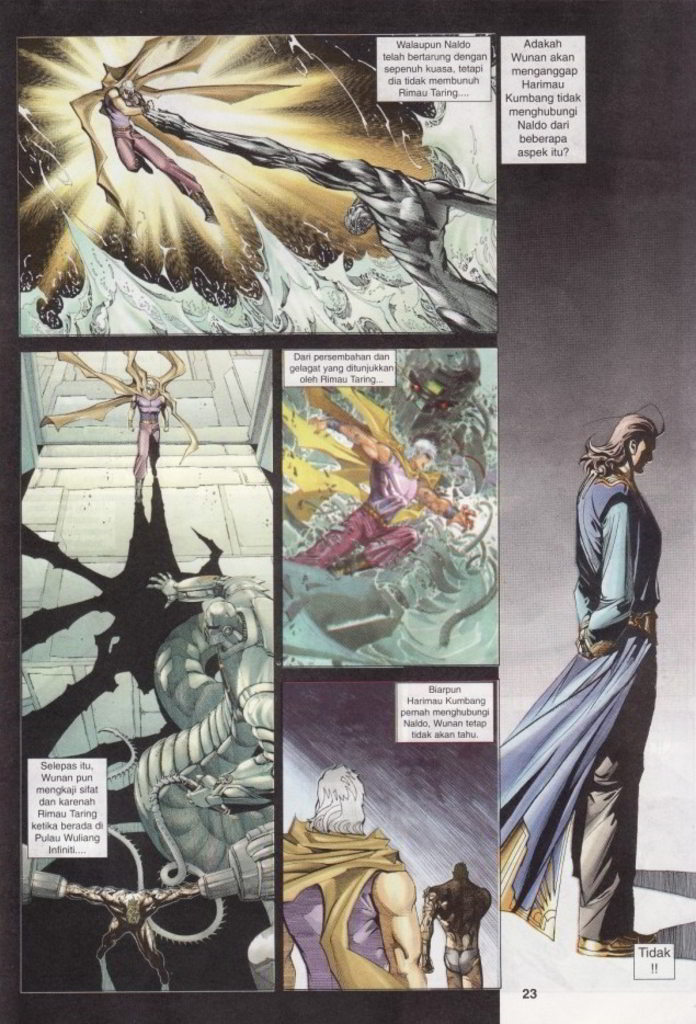 Walaupun Naldo
telah bertarung dengan
sepenuh kuasa, tetapi
dia tidak membunuh
Rimau Taring....
Adakah
Wunan akan
menganggap
Harimau
Kumbang tidak
menghubungi
Naldo dari
beberapa
aspek itu?
Dari persembahan dan
gelagat yang ditunjukkan
oleh Rimau Taring...
Selepas itu,
Wunan pun
mengkaji sifat
dan karenah
Rimau Taring
ketika berada di
Pulau Wuliang
Infiniti....
Biarpun
Harimau Kumbang
pernah menghubungi
Naldo, Wunan tetap
tidak akan tahu.
Tidak
!!
23